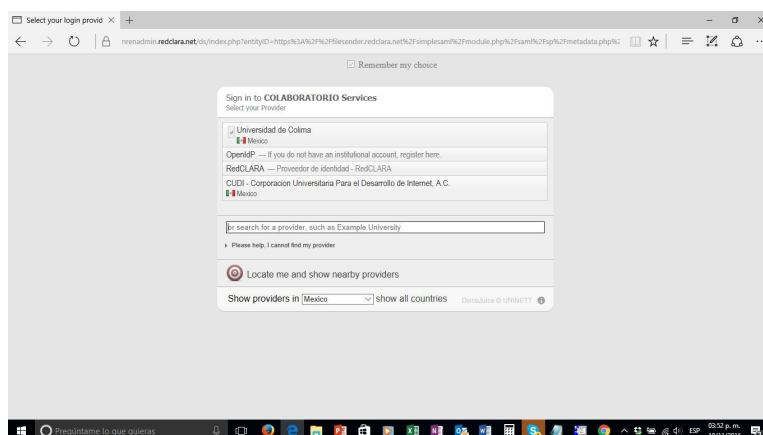 Select your login provid
nrenadmin.redclara.net/ds/index.php?entityID=https%3A%2F%2Ffilesender.redclara.net%2Fsimplesaml%2Fmodule.php%2Fsaml%2Fsp%2Fmetadata.php%2
Remember my choice
Sign in to COLABORATORIO Services
Select your Provider
Universidad de Colima
Mexico
OpenIdP — If you do not have an institutional account, register here.
RedCLARA — Proveedor de identidad - RedCLARA
CUDI - Corporacion Universitaria Para el Desarrollo de Internet, A.C.
Mexico
or search for a provider, such as Example University
Please help, I cannot find my provider
Locate me and show nearby providers
Show providers in Mexico show all countries DiscoJuice © UNINETT
Pregúntame lo que quieras ESP 03:52 p. m.